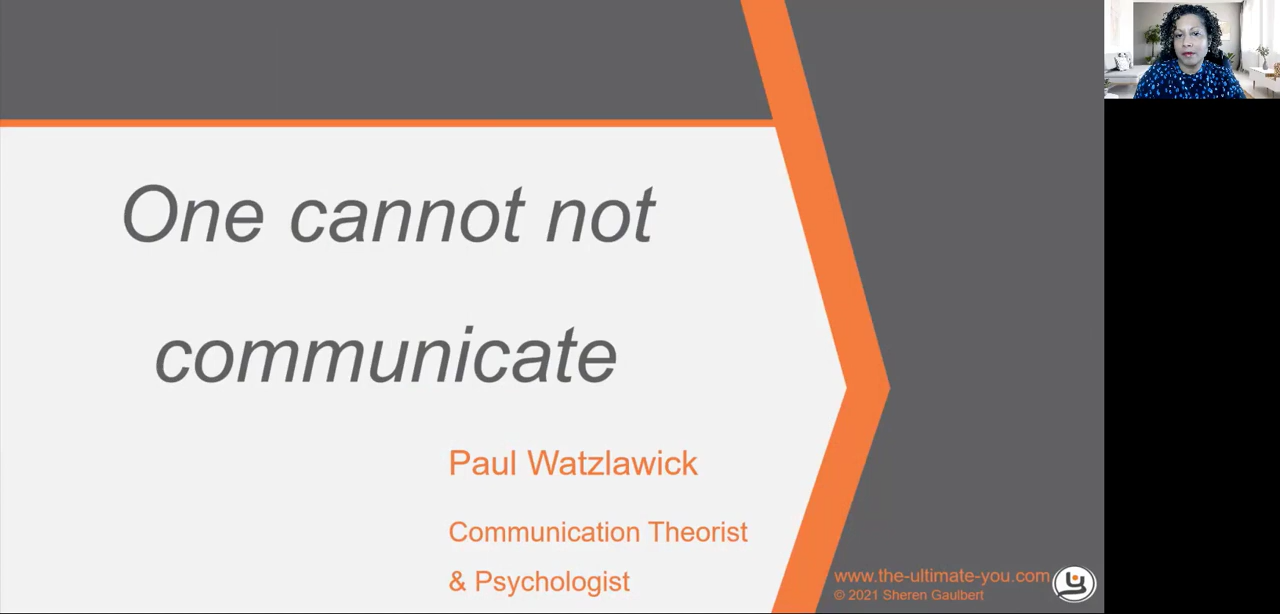 One cannot not
communicate
Paul Watzlawick
Communication Theorist
& Psychologist
www.the-ultimate-you.com
© 2021 Sheren Gaulbert